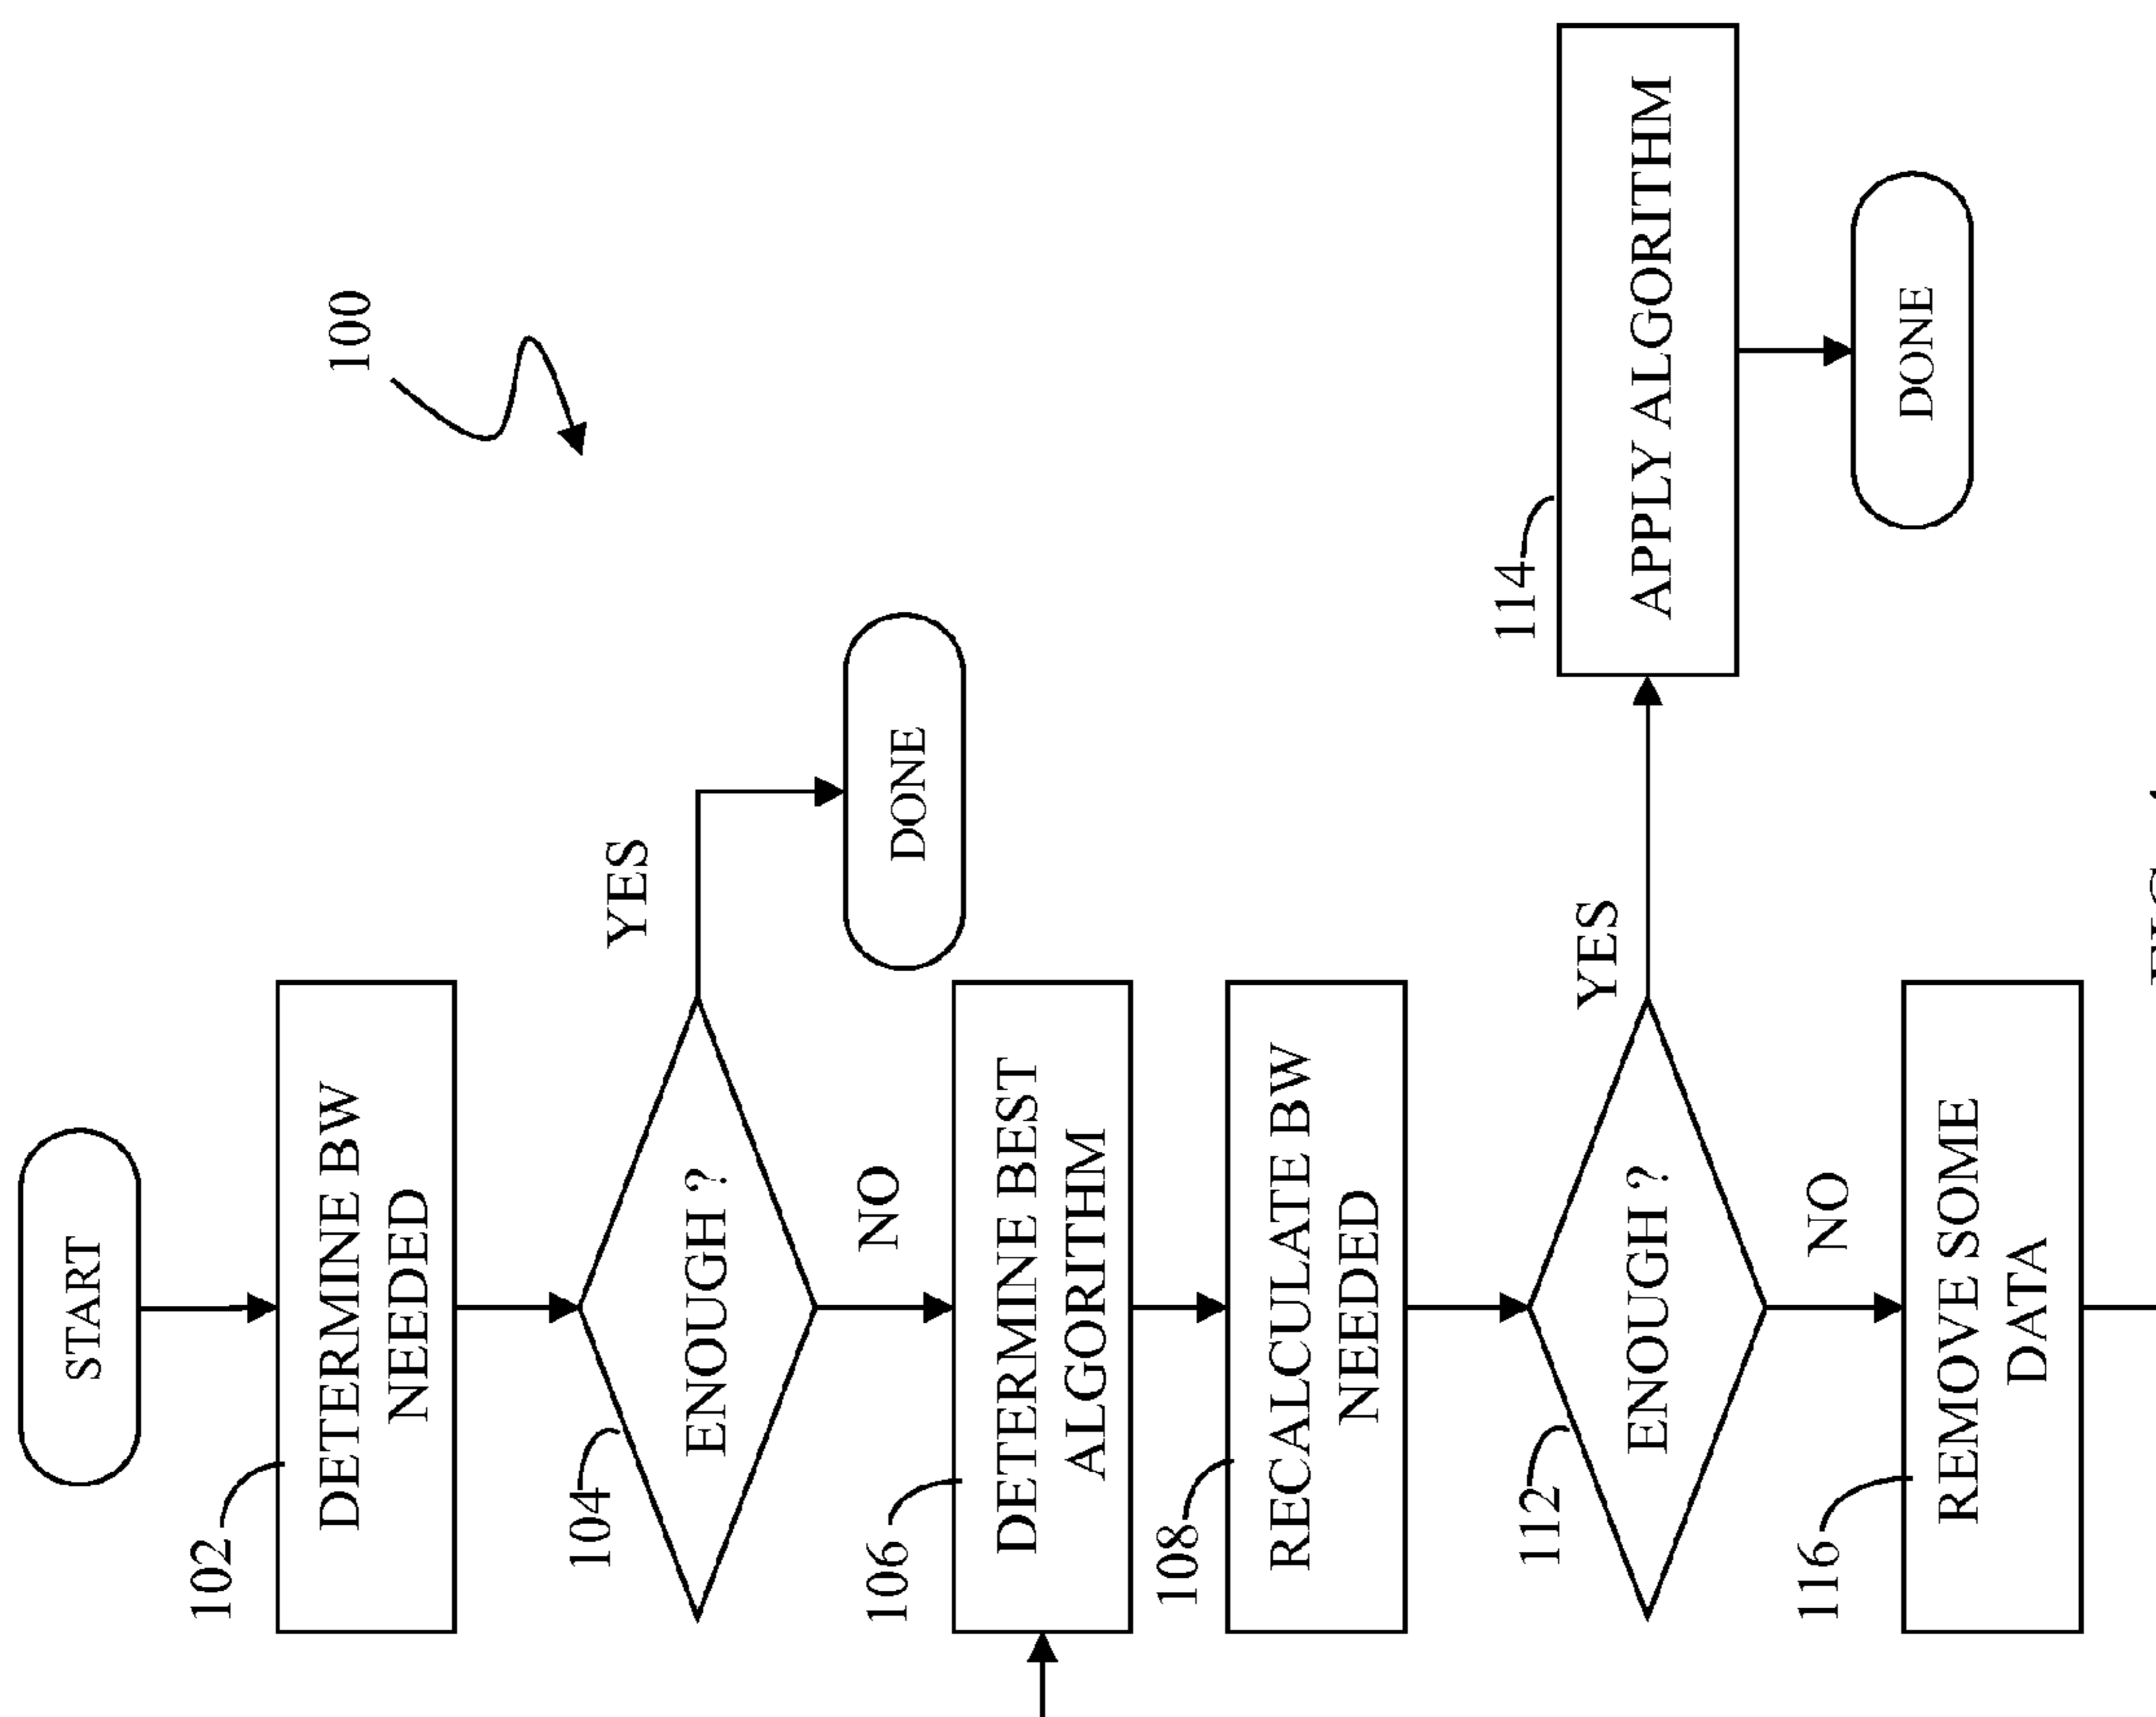 START
100
102
DETERMINE BW
NEEDED
104
ENOUGH ?
YES
DONE
NO
106
DETERMINE BEST
ALGORITHM
108
RECALCULATE BW
NEEDED
112
ENOUGH ?
YES
114
APPLY ALGORITHM
DONE
NO
116
REMOVE SOME
DATA